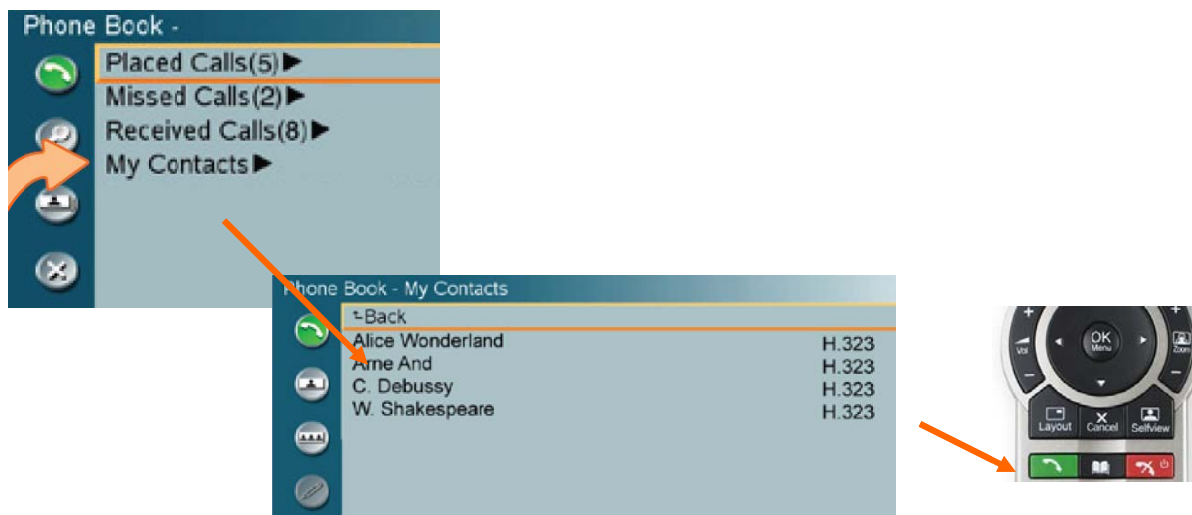 Phone Book -
Placed Calls(5)►
Missed Calls(2)►
Received Calls(8)►
My Contacts►
Phone Book - My Contacts
Back
Alice Wonderland H.323
Arne And H.323
C. Debussy H.323
W. Shakespeare H.323
+ +
OK
Menu
Vol Zoom
- -
Layout Cancel Selfview